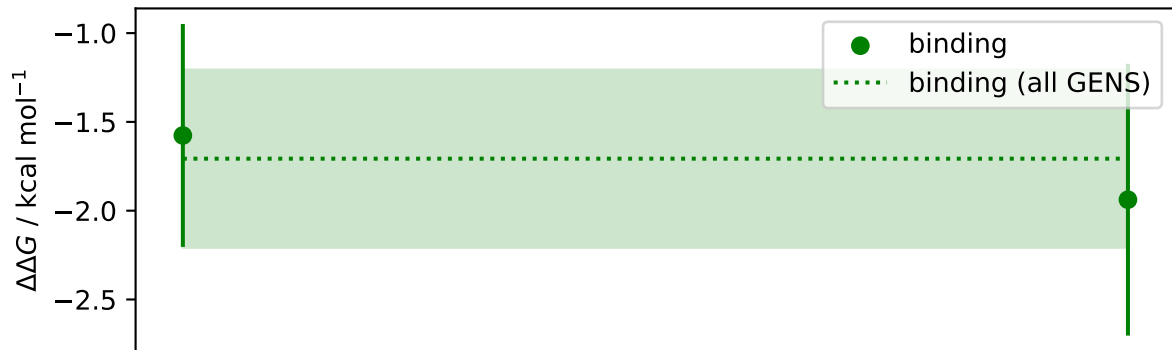 −1.0
−1.5
−2.0
−2.5
ΔΔG / kcal mol⁻¹
binding
binding (all GENS)